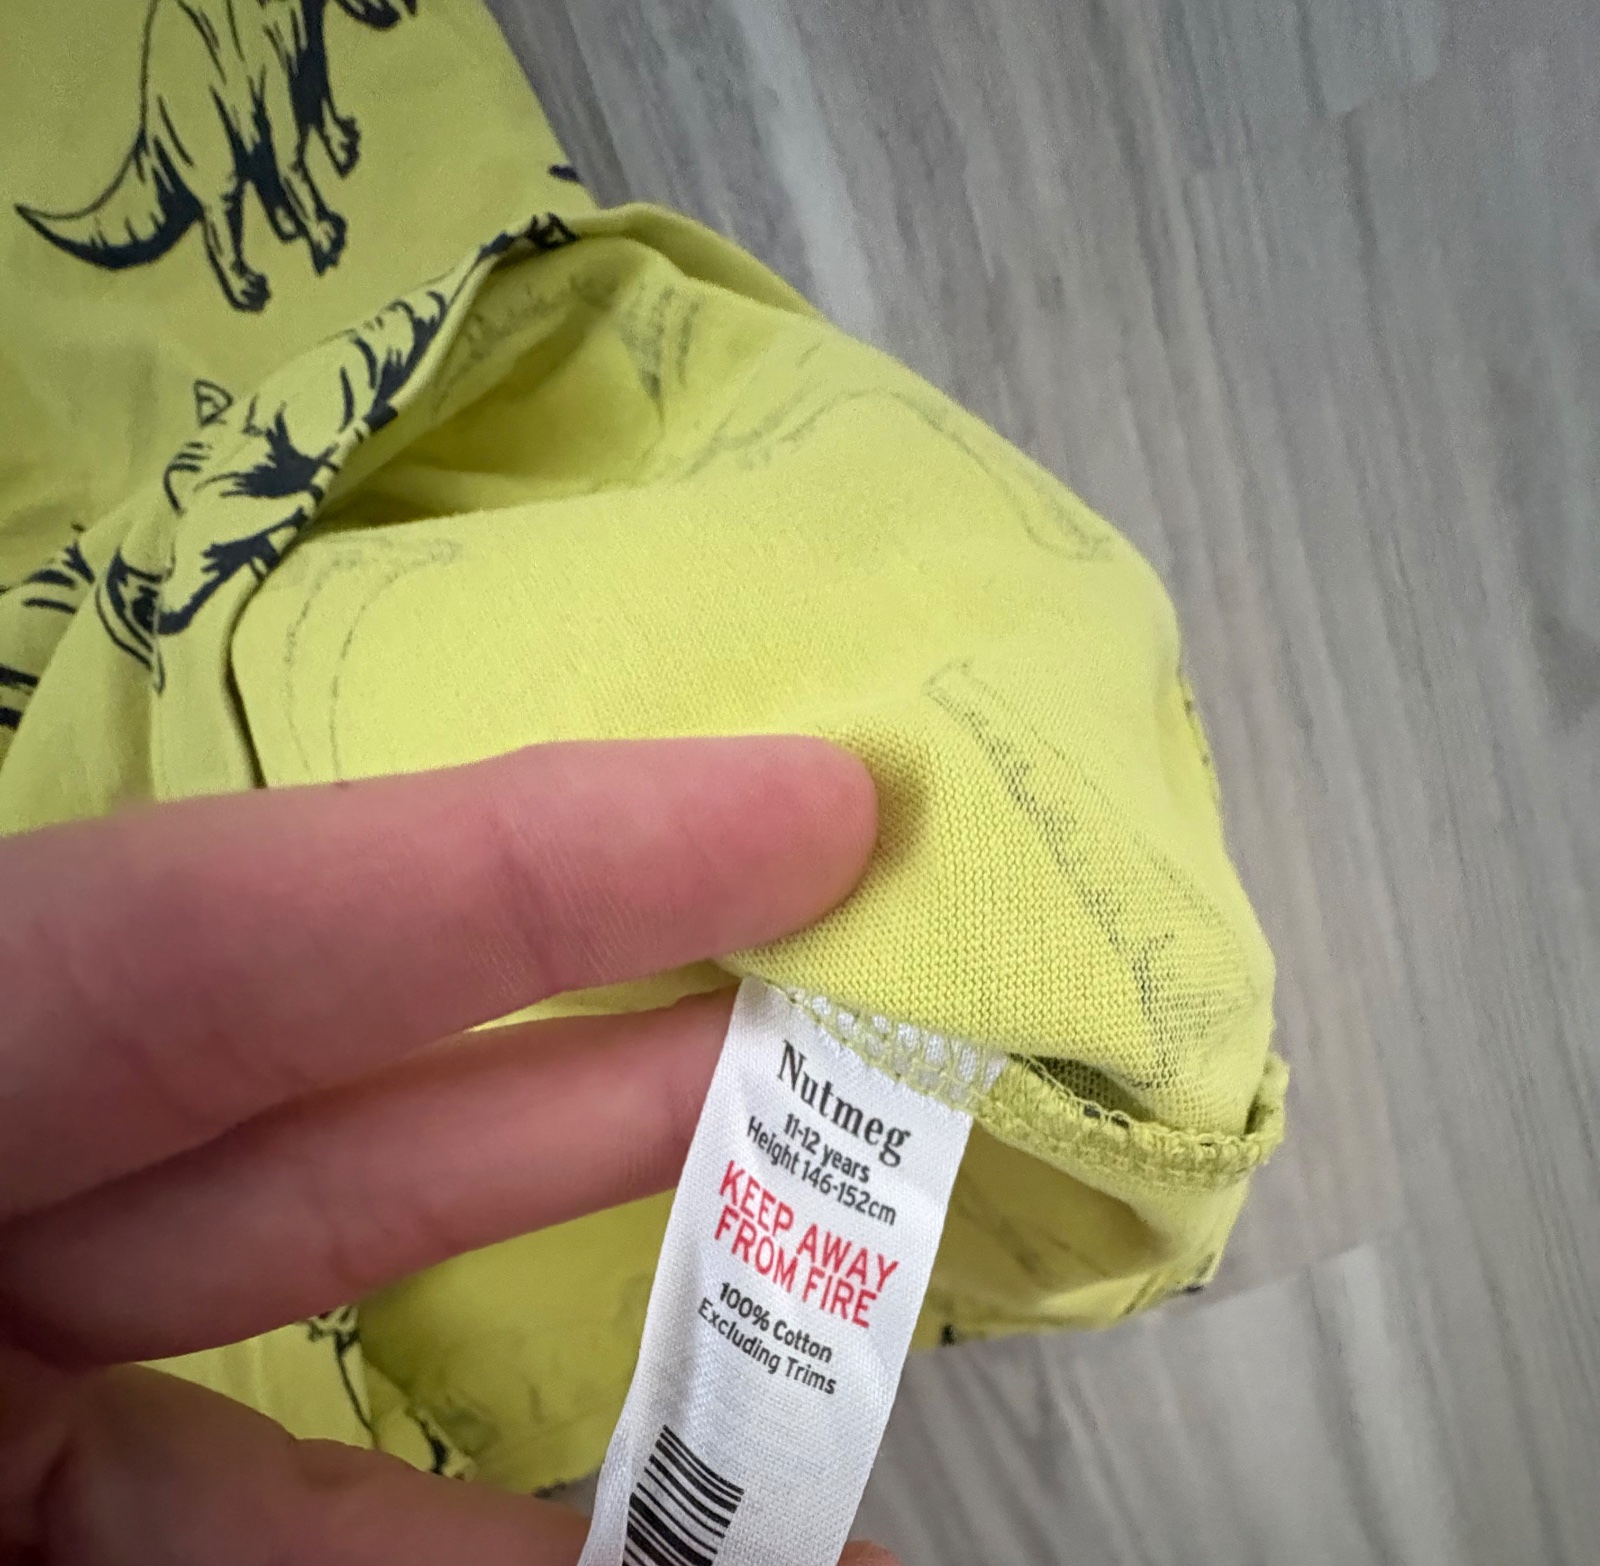 Nutmeg
11-12 years
Height 146-152cm
KEEP AWAY
FROM FIRE
100% Cotton
Excluding Trims